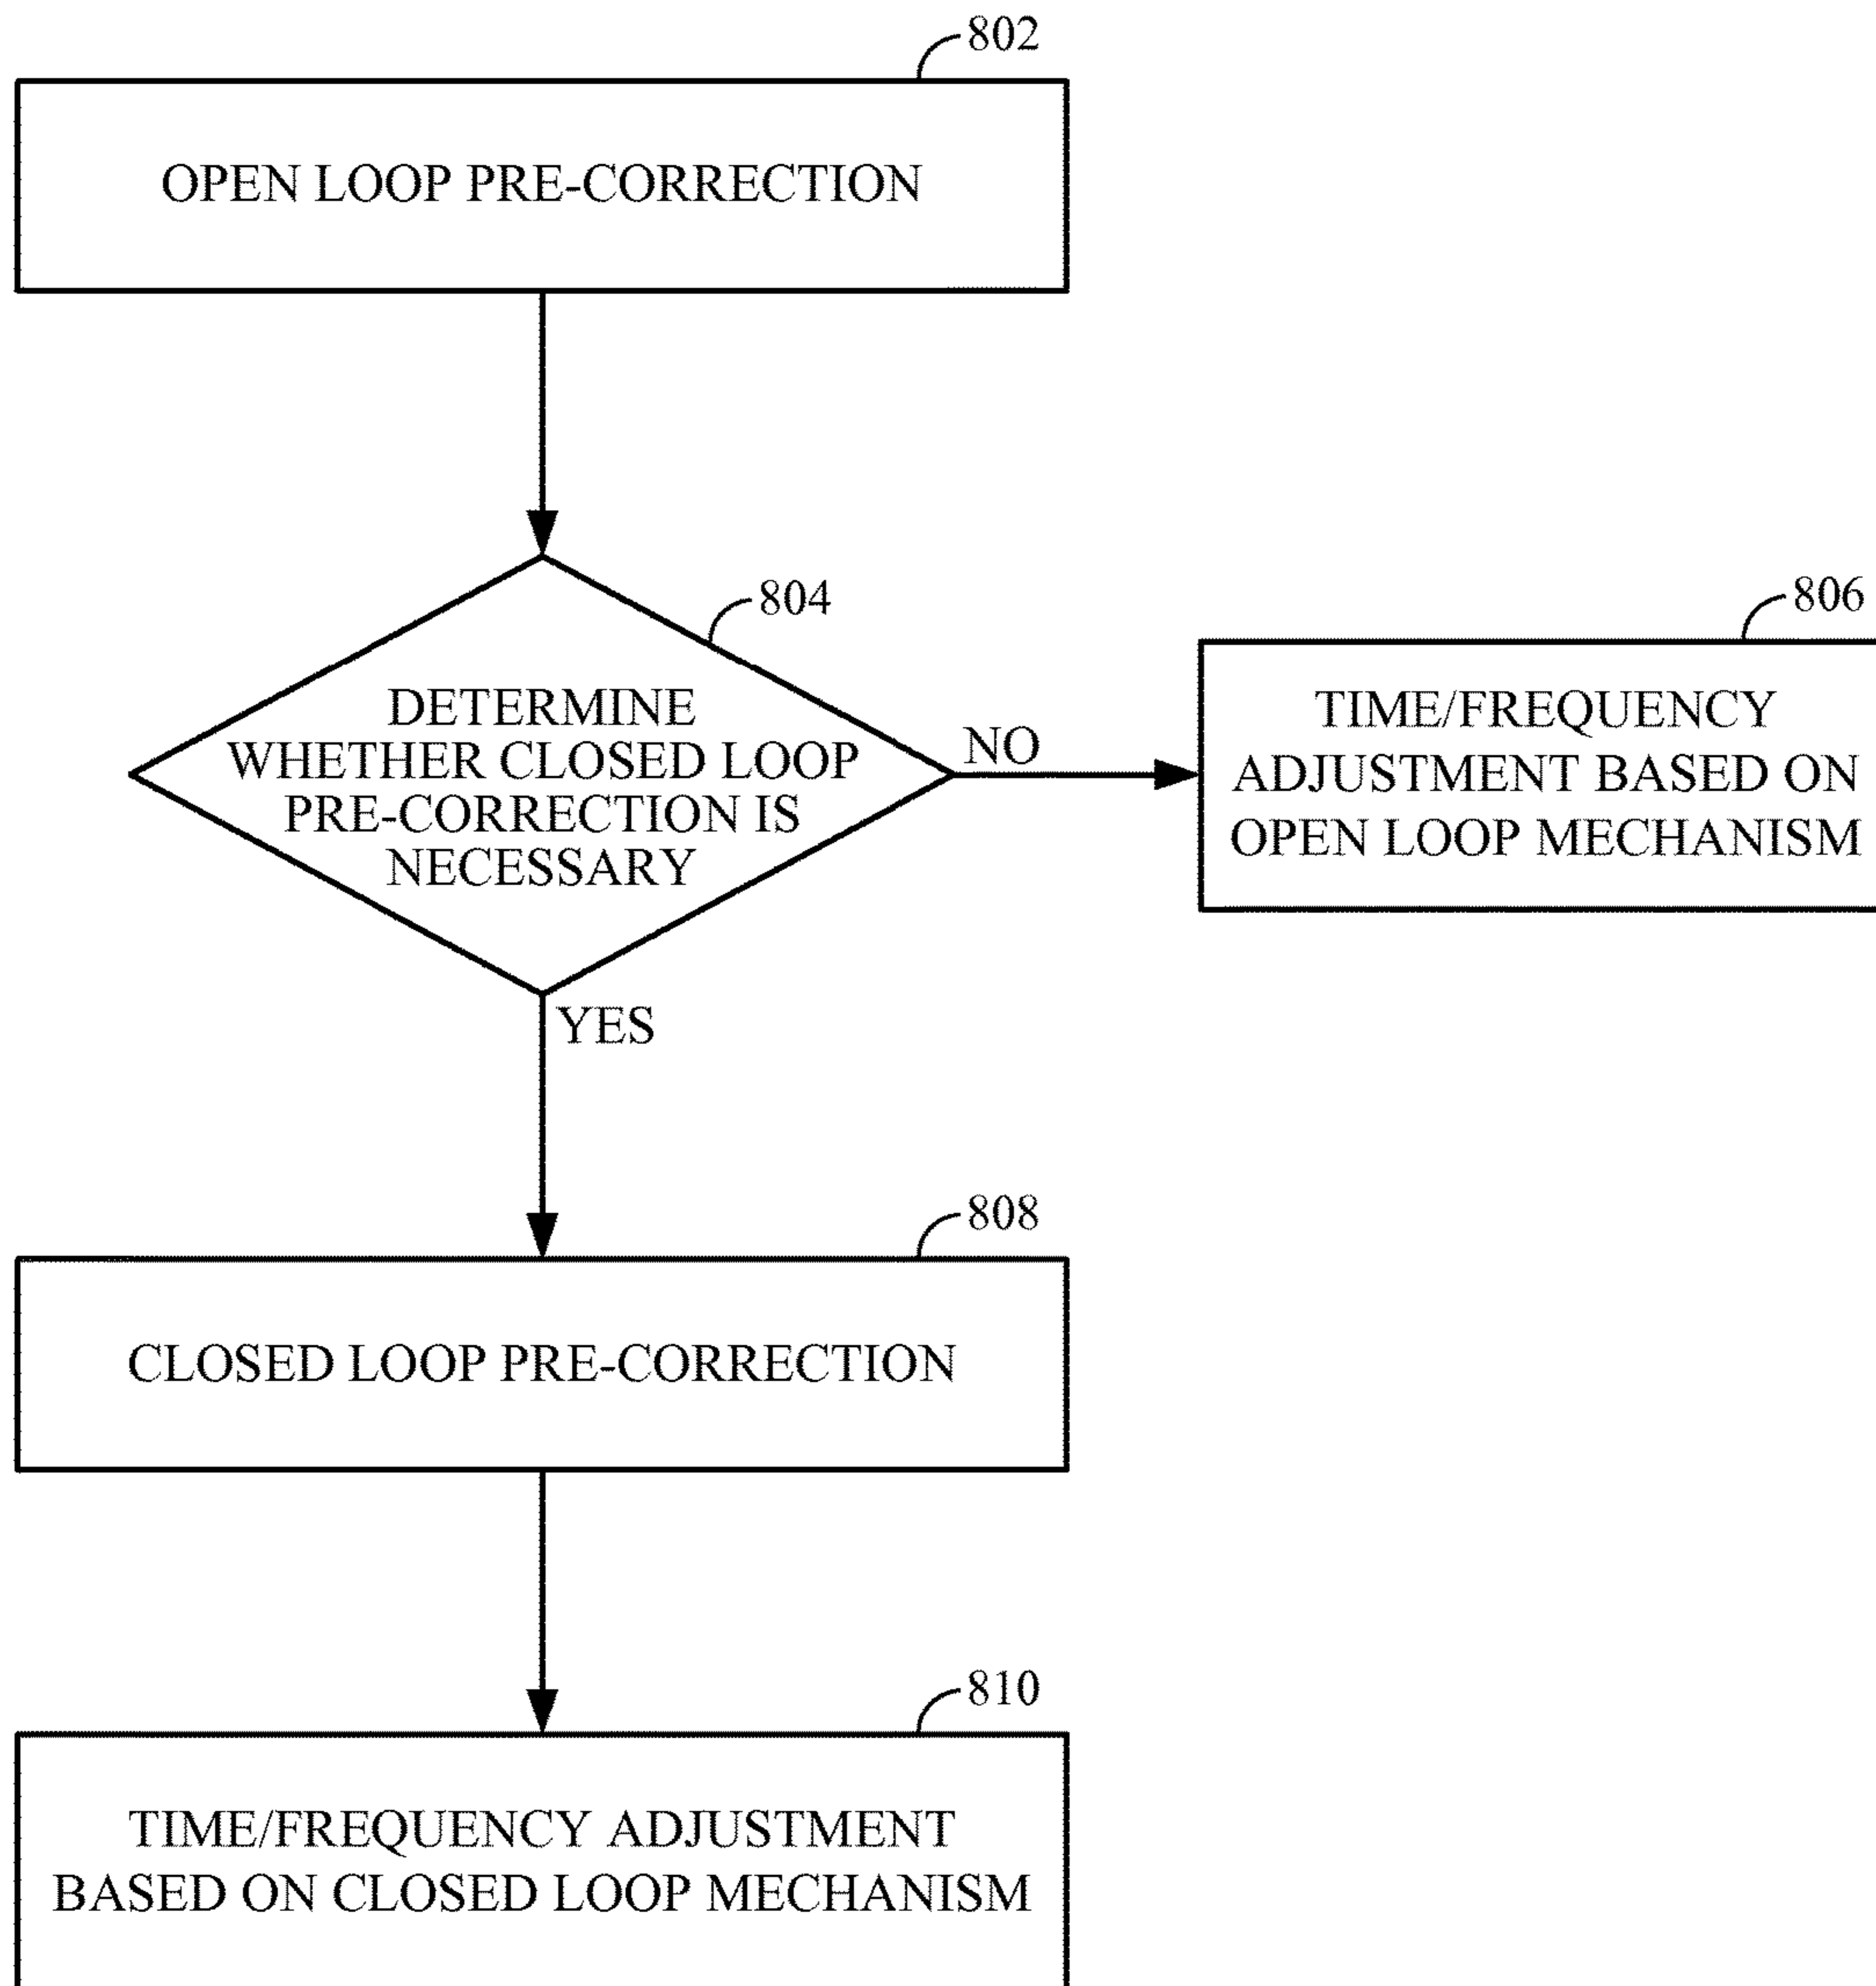 802
OPEN LOOP PRE-CORRECTION
804
DETERMINE
WHETHER CLOSED LOOP
PRE-CORRECTION IS
NECESSARY
NO
806
TIME/FREQUENCY
ADJUSTMENT BASED ON
OPEN LOOP MECHANISM
YES
808
CLOSED LOOP PRE-CORRECTION
810
TIME/FREQUENCY ADJUSTMENT
BASED ON CLOSED LOOP MECHANISM